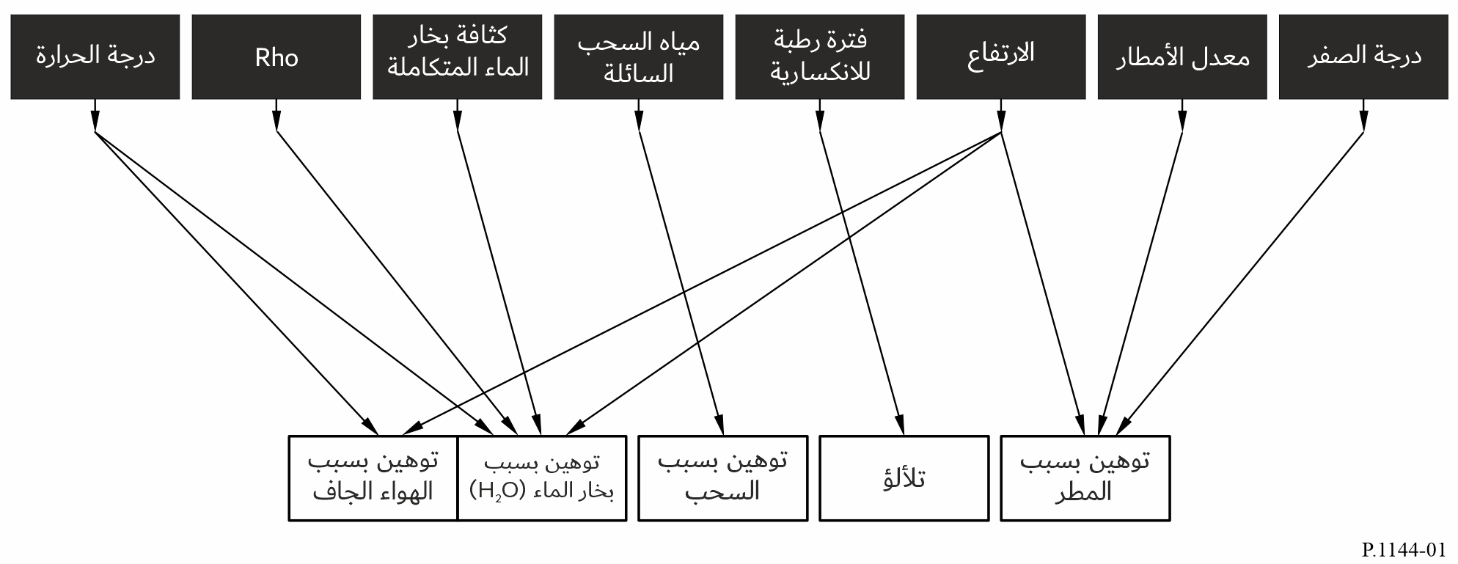 درجة الصفر
معدل الأمطار
الارتفاع
فترة رطبة
للانكسارية
مياه السحب
السائلة
كثافة بخار
الماء المتكاملة
Rho
درجة الحرارة
توهين بسبب
المطر
تلألؤ
توهين بسبب
السحب
توهين بسبب
بخار الماء (H₂O)
توهين بسبب
الهواء الجاف
P.1144-01